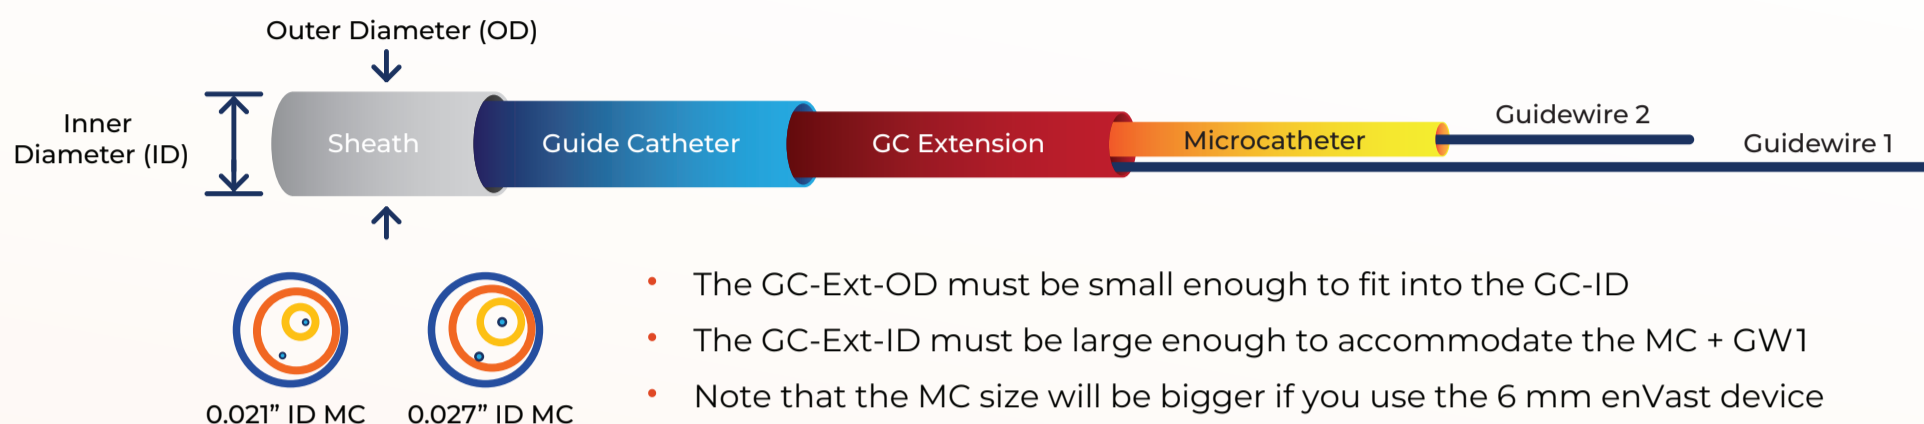 Outer Diameter (OD)
Inner
Diameter (ID)
Sheath
Guide Catheter
GC Extension
Microcatheter
Guidewire 2
Guidewire 1
0.021” ID MC
0.027” ID MC
• The GC-Ext-OD must be small enough to fit into the GC-ID
• The GC-Ext-ID must be large enough to accommodate the MC + GW1
• Note that the MC size will be bigger if you use the 6 mm enVast device